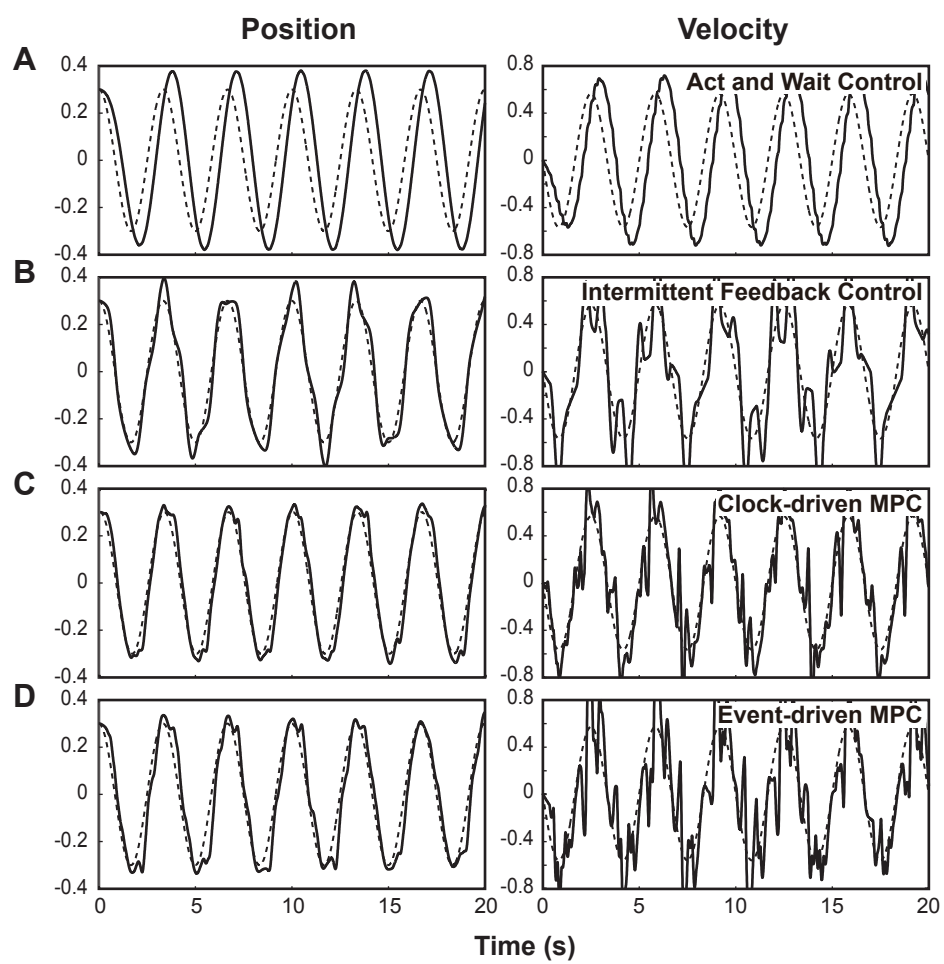 Position Velocity
A
0.4 0.8
Act and Wait Control
0.2 0.4
0 0
-0.2 -0.4
-0.4 -0.8
B
0.4 0.8
Intermittent Feedback Control
0.2 0.4
0 0
-0.2 -0.4
-0.4 -0.8
C
0.4 0.8
Clock-driven MPC
0.2 0.4
0 0
-0.2 -0.4
-0.4 -0.8
D
0.4 0.8
Event-driven MPC
0.2 0.4
0 0
-0.2 -0.4
-0.4 -0.8
0 5 10 15 20 0 5 10 15 20
Time (s)